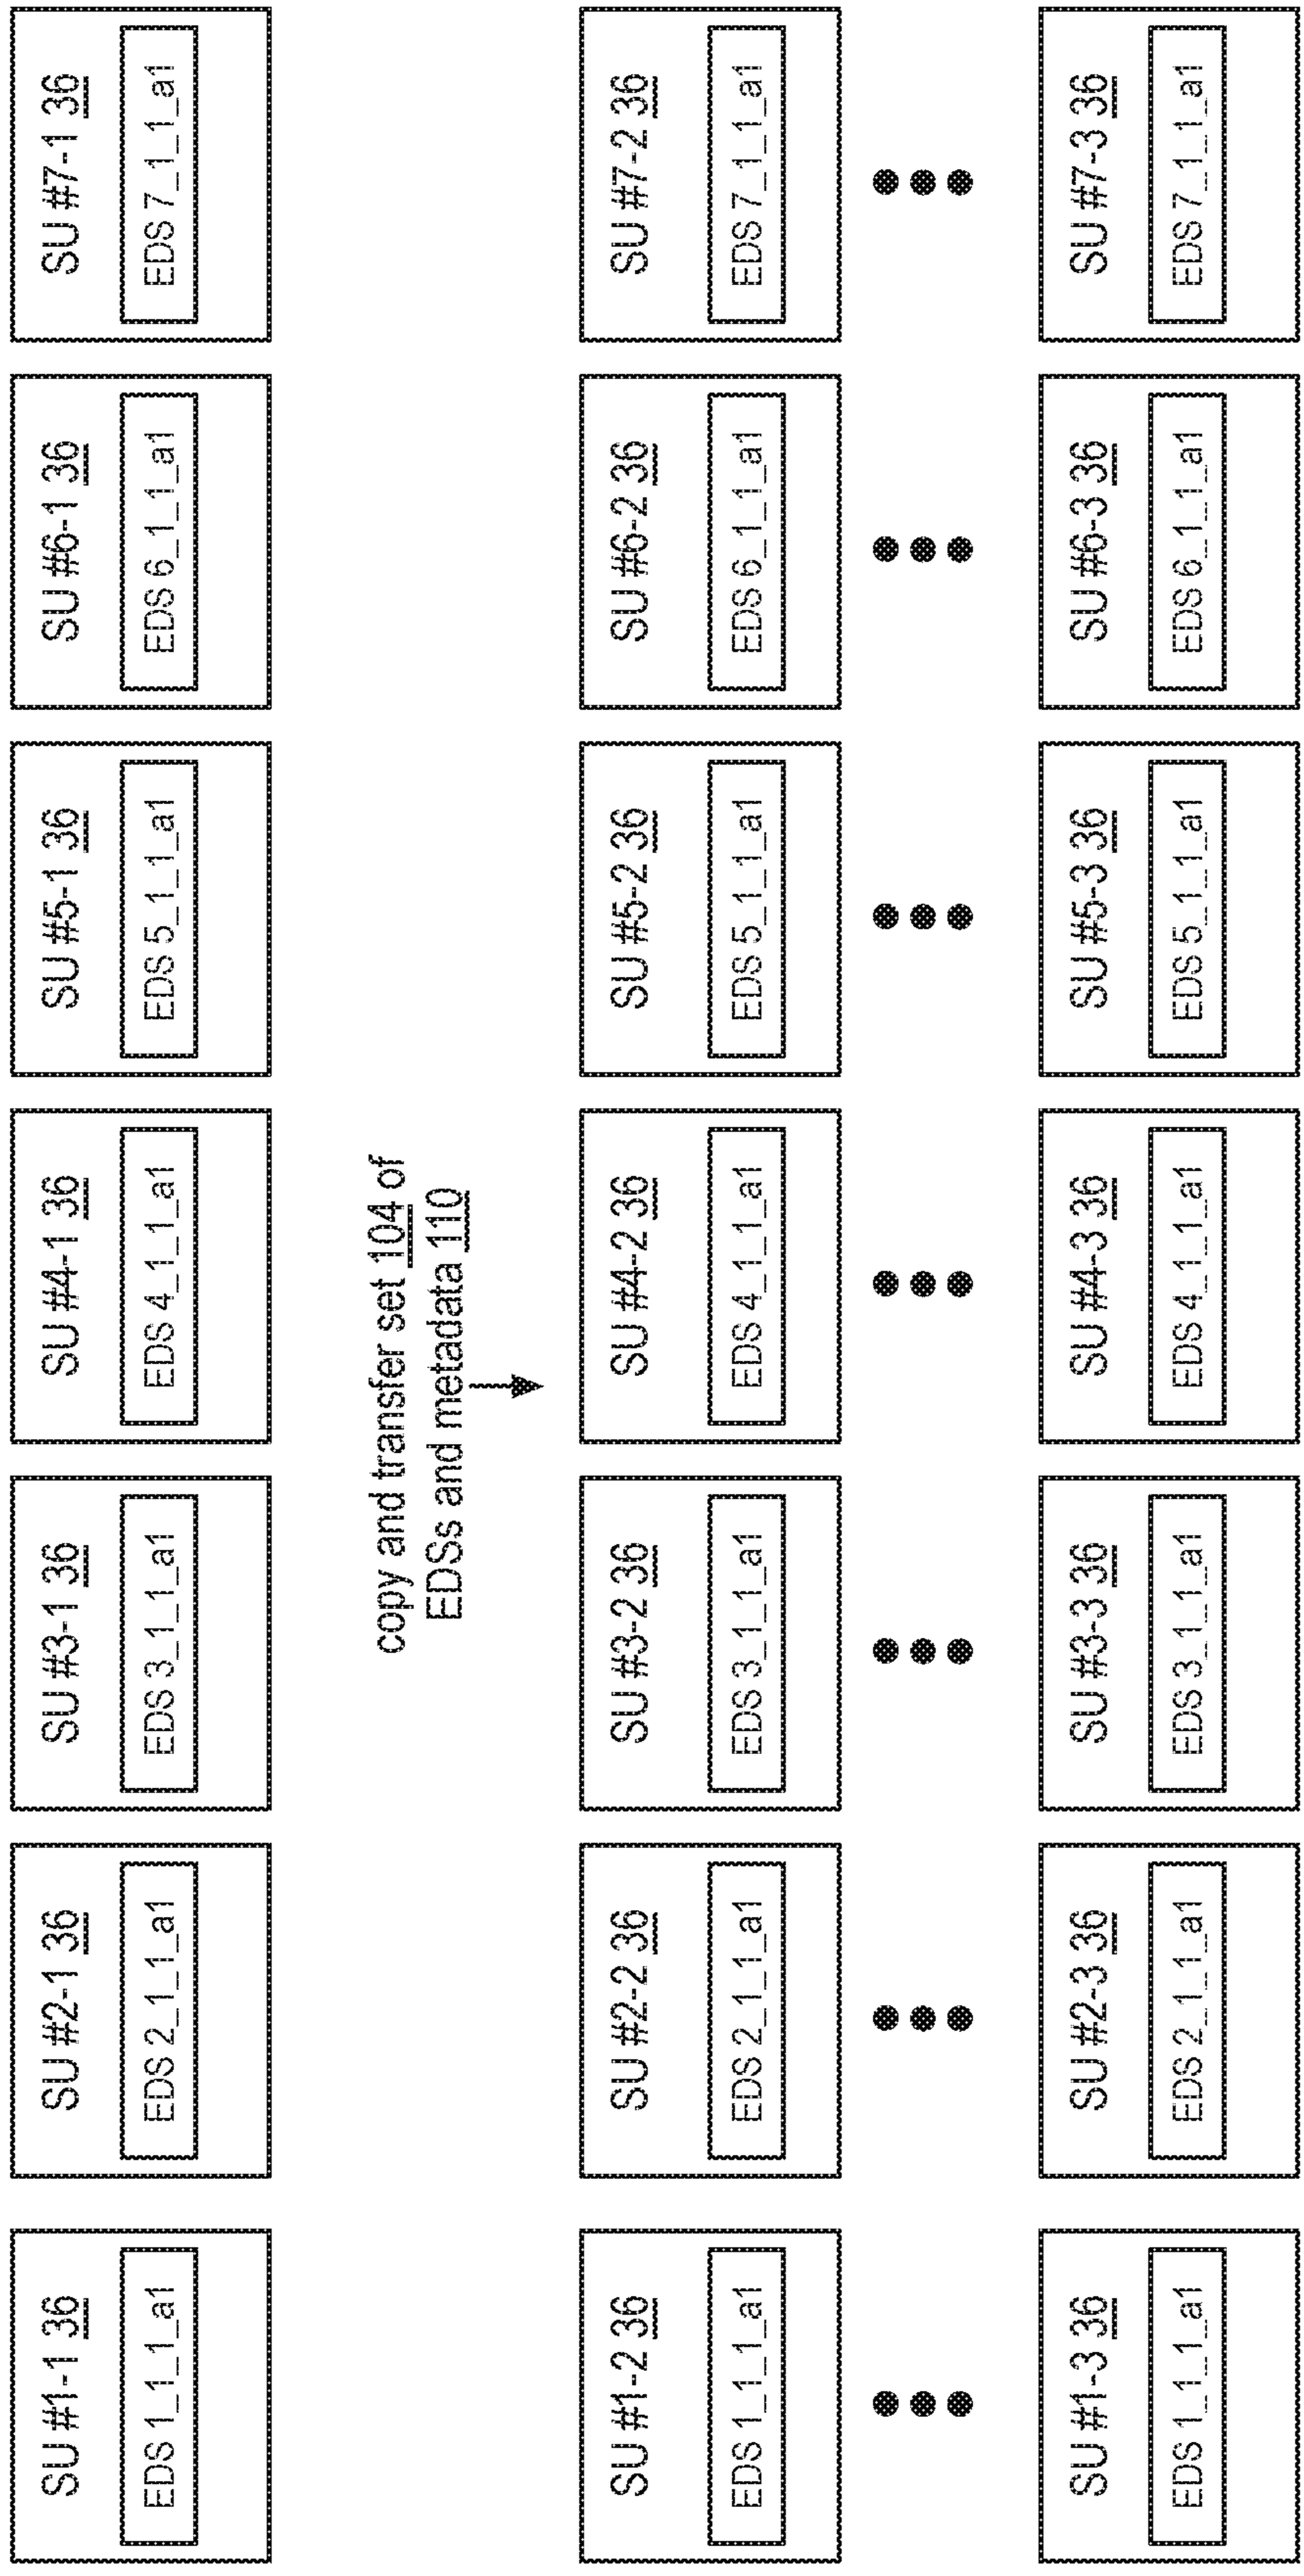 SU #1-1 36
EDS 1_1_1_a1
SU #2-1 36
EDS 2_1_1_a1
SU #3-1 36
EDS 3_1_1_a1
SU #4-1 36
EDS 4_1_1_a1
SU #5-1 36
EDS 5_1_1_a1
SU #6-1 36
EDS 6_1_1_a1
SU #7-1 36
EDS 7_1_1_a1
copy and transfer set 104 of
EDSs and metadata 110
SU #1-2 36
EDS 1_1_1_a1
SU #2-2 36
EDS 2_1_1_a1
SU #3-2 36
EDS 3_1_1_a1
SU #4-2 36
EDS 4_1_1_a1
SU #5-2 36
EDS 5_1_1_a1
SU #6-2 36
EDS 6_1_1_a1
SU #7-2 36
EDS 7_1_1_a1
SU #1-3 36
EDS 1_1_1_a1
SU #2-3 36
EDS 2_1_1_a1
SU #3-3 36
EDS 3_1_1_a1
SU #4-3 36
EDS 4_1_1_a1
SU #5-3 36
EDS 5_1_1_a1
SU #6-3 36
EDS 6_1_1_a1
SU #7-3 36
EDS 7_1_1_a1